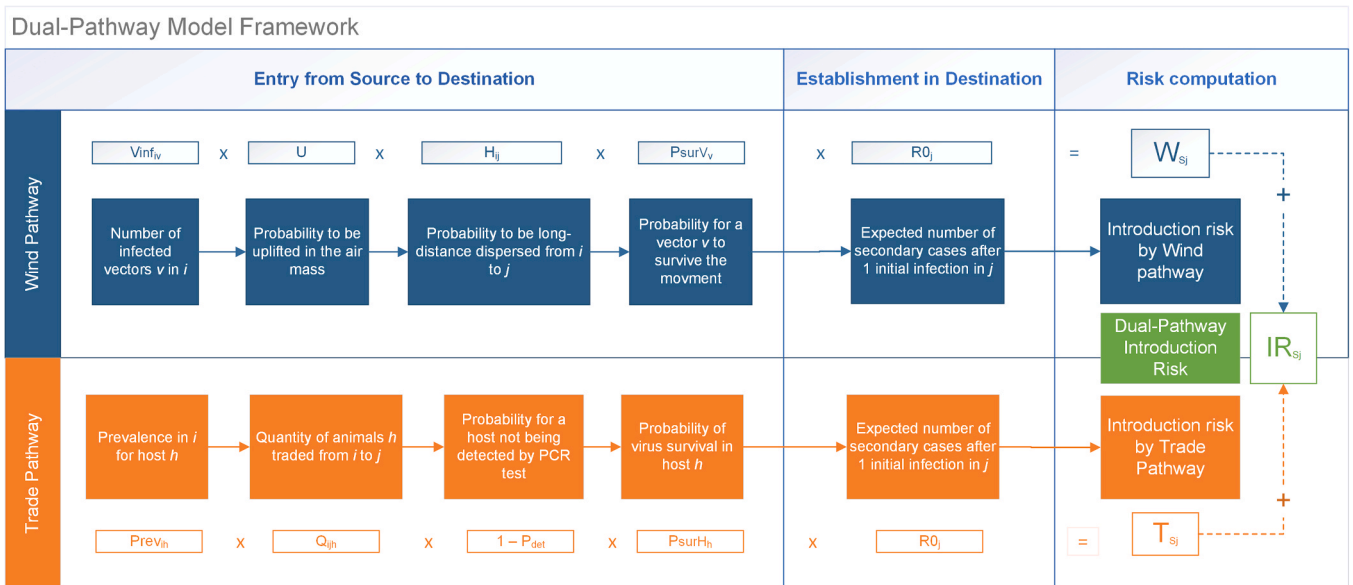 Dual-Pathway Model Framework
Entry from Source to Destination
Establishment in Destination
Risk computation
Wind Pathway
Vinfiv x U x Hij x PsurVv x R0j = WSj
Number of
infected
vectors v in i
Probability to be
uplifted in the air
mass
Probability to be long-
distance dispersed from i
to j
Probability for a
vector v to
survive the
movment
Expected number of
secondary cases after
1 initial infection in j
Introduction risk
by Wind
pathway
+
Dual-Pathway
Introduction
Risk
IRSj
Trade Pathway
Prevalence in i
for host h
Quantity of animals h
traded from i to j
Probability for a
host not being
detected by PCR
test
Probability of
virus survival in
host h
Expected number of
secondary cases after
1 initial infection in j
Introduction risk
by Trade
Pathway
+
Previh x Qijh x 1 – Pdet x PsurHh x R0j = TSj